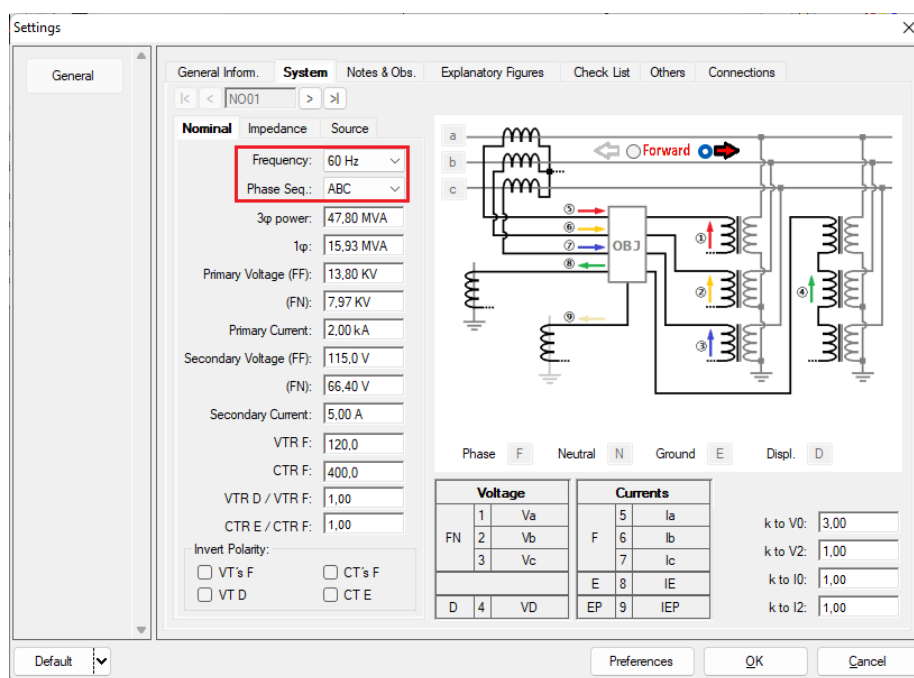 Settings
General
General Inform. System Notes & Obs. Explanatory Figures Check List Others Connections
|< < NO01 > >|
Nominal Impedance Source
Frequency: 60 Hz
Phase Seq.: ABC
3φ power: 47,80 MVA
1φ: 15,93 MVA
Primary Voltage (FF): 13,80 KV
(FN): 7,97 KV
Primary Current: 2,00 kA
Secondary Voltage (FF): 115,0 V
(FN): 66,40 V
Secondary Current: 5,00 A
VTR F: 120,0
CTR F: 400,0
VTR D / VTR F: 1,00
CTR E / CTR F: 1,00
Invert Polarity:
VT's F CT's F
VT D CT E
a
b
c
Forward
⑤
⑥
⑦ OBJ
⑧
⑨
①
②
③
④
Phase F Neutral N Ground E Displ. D
Voltage
FN 1 Va
2 Vb
3 Vc
D 4 VD
Currents
F 5 Ia
6 Ib
7 Ic
E 8 IE
EP 9 IEP
k to V0: 3,00
k to V2: 1,00
k to I0: 1,00
k to I2: 1,00
Default Preferences OK Cancel